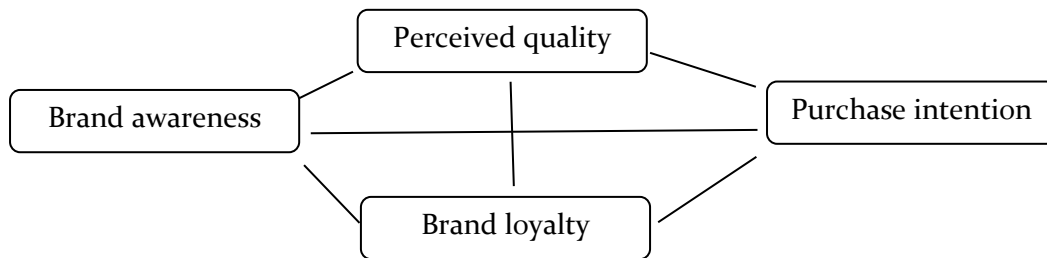 Perceived quality
Brand awareness
Purchase intention
Brand loyalty